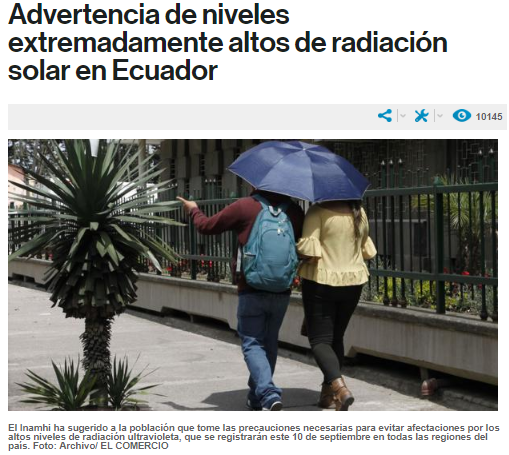 Advertencia de niveles
extremadamente altos de radiación
solar en Ecuador
10145
El Inamhi ha sugerido a la población que tome las precauciones necesarias para evitar afectaciones por los
altos niveles de radiación ultravioleta, que se registrarán este 10 de septiembre en todas las regiones del
país. Foto: Archivo/ EL COMERCIO